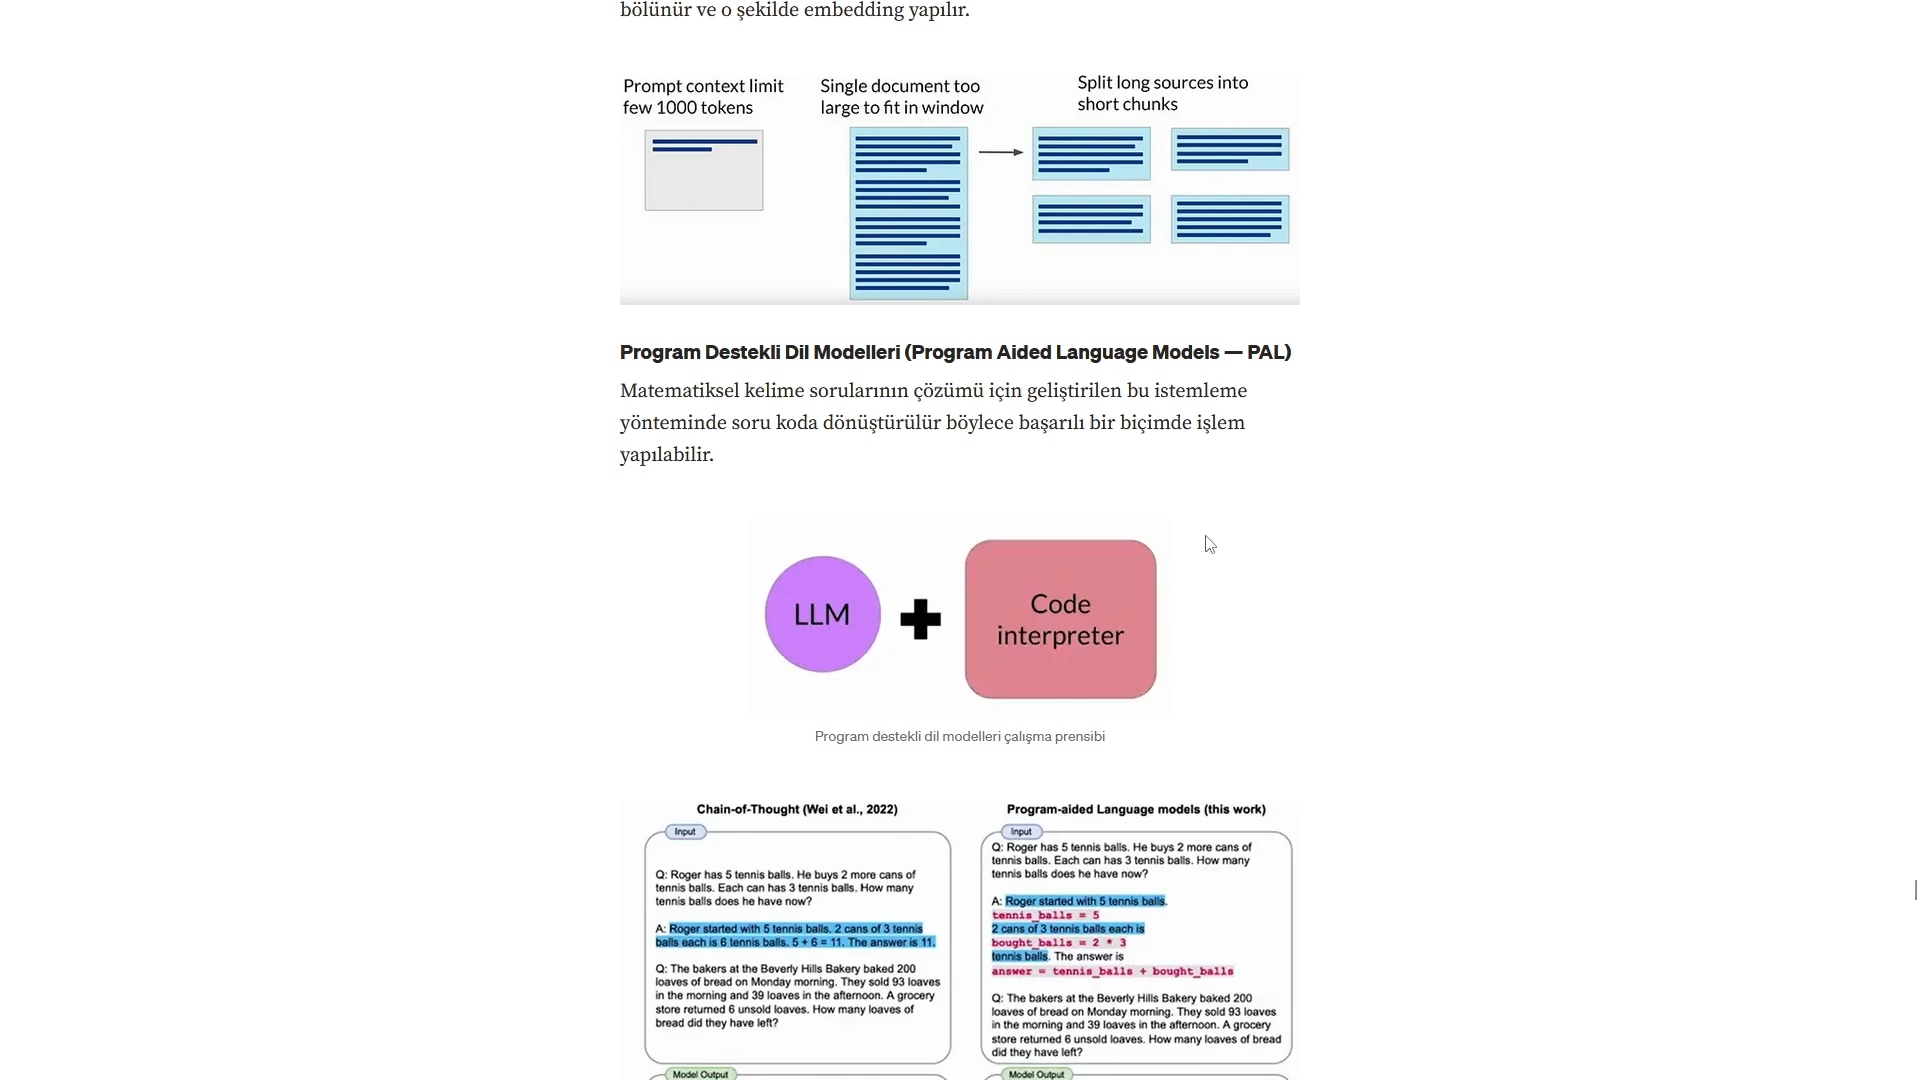 bölünür ve o şekilde embedding yapılır.
Prompt context limit
few 1000 tokens
Single document too
large to fit in window
Split long sources into
short chunks
Program Destekli Dil Modelleri (Program Aided Language Models — PAL)
Matematiksel kelime sorularının çözümü için geliştirilen bu istemleme
yönteminde soru koda dönüştürülür böylece başarılı bir biçimde işlem
yapılabilir.
LLM
Code
interpreter
Program destekli dil modelleri çalışma prensibi
Chain-of-Thought (Wei et al., 2022)
Input
Q: Roger has 5 tennis balls. He buys 2 more cans of
tennis balls. Each can has 3 tennis balls. How many
tennis balls does he have now?
A: Roger started with 5 tennis balls. 2 cans of 3 tennis
balls each is 6 tennis balls. 5 + 6 = 11. The answer is 11.
Q: The bakers at the Beverly Hills Bakery baked 200
loaves of bread on Monday morning. They sold 93 loaves
in the morning and 39 loaves in the afternoon. A grocery
store returned 6 unsold loaves. How many loaves of
bread did they have left?
Model Output
Program-aided Language models (this work)
Input
Q: Roger has 5 tennis balls. He buys 2 more cans of
tennis balls. Each can has 3 tennis balls. How many
tennis balls does he have now?
A: Roger started with 5 tennis balls.
tennis_balls = 5
2 cans of 3 tennis balls each is
bought_balls = 2 * 3
tennis balls. The answer is
answer = tennis_balls + bought_balls
Q: The bakers at the Beverly Hills Bakery baked 200
loaves of bread on Monday morning. They sold 93 loaves
in the morning and 39 loaves in the afternoon. A grocery
store returned 6 unsold loaves. How many loaves of bread
did they have left?
Model Output